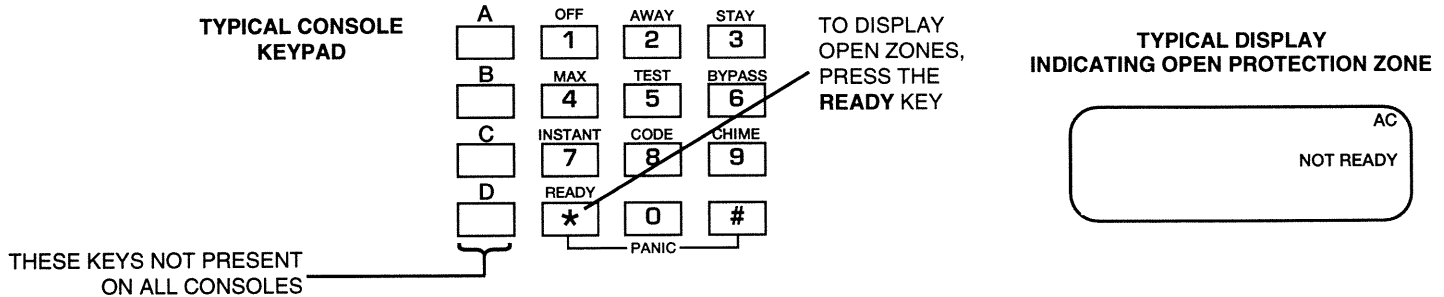 TYPICAL CONSOLE
KEYPAD
A OFF AWAY STAY
1 2 3
B MAX TEST BYPASS
4 5 6
C INSTANT CODE CHIME
7 8 9
D READY
* 0 #
PANIC
THESE KEYS NOT PRESENT
ON ALL CONSOLES
TO DISPLAY
OPEN ZONES,
PRESS THE
READY KEY
TYPICAL DISPLAY
INDICATING OPEN PROTECTION ZONE
AC
NOT READY